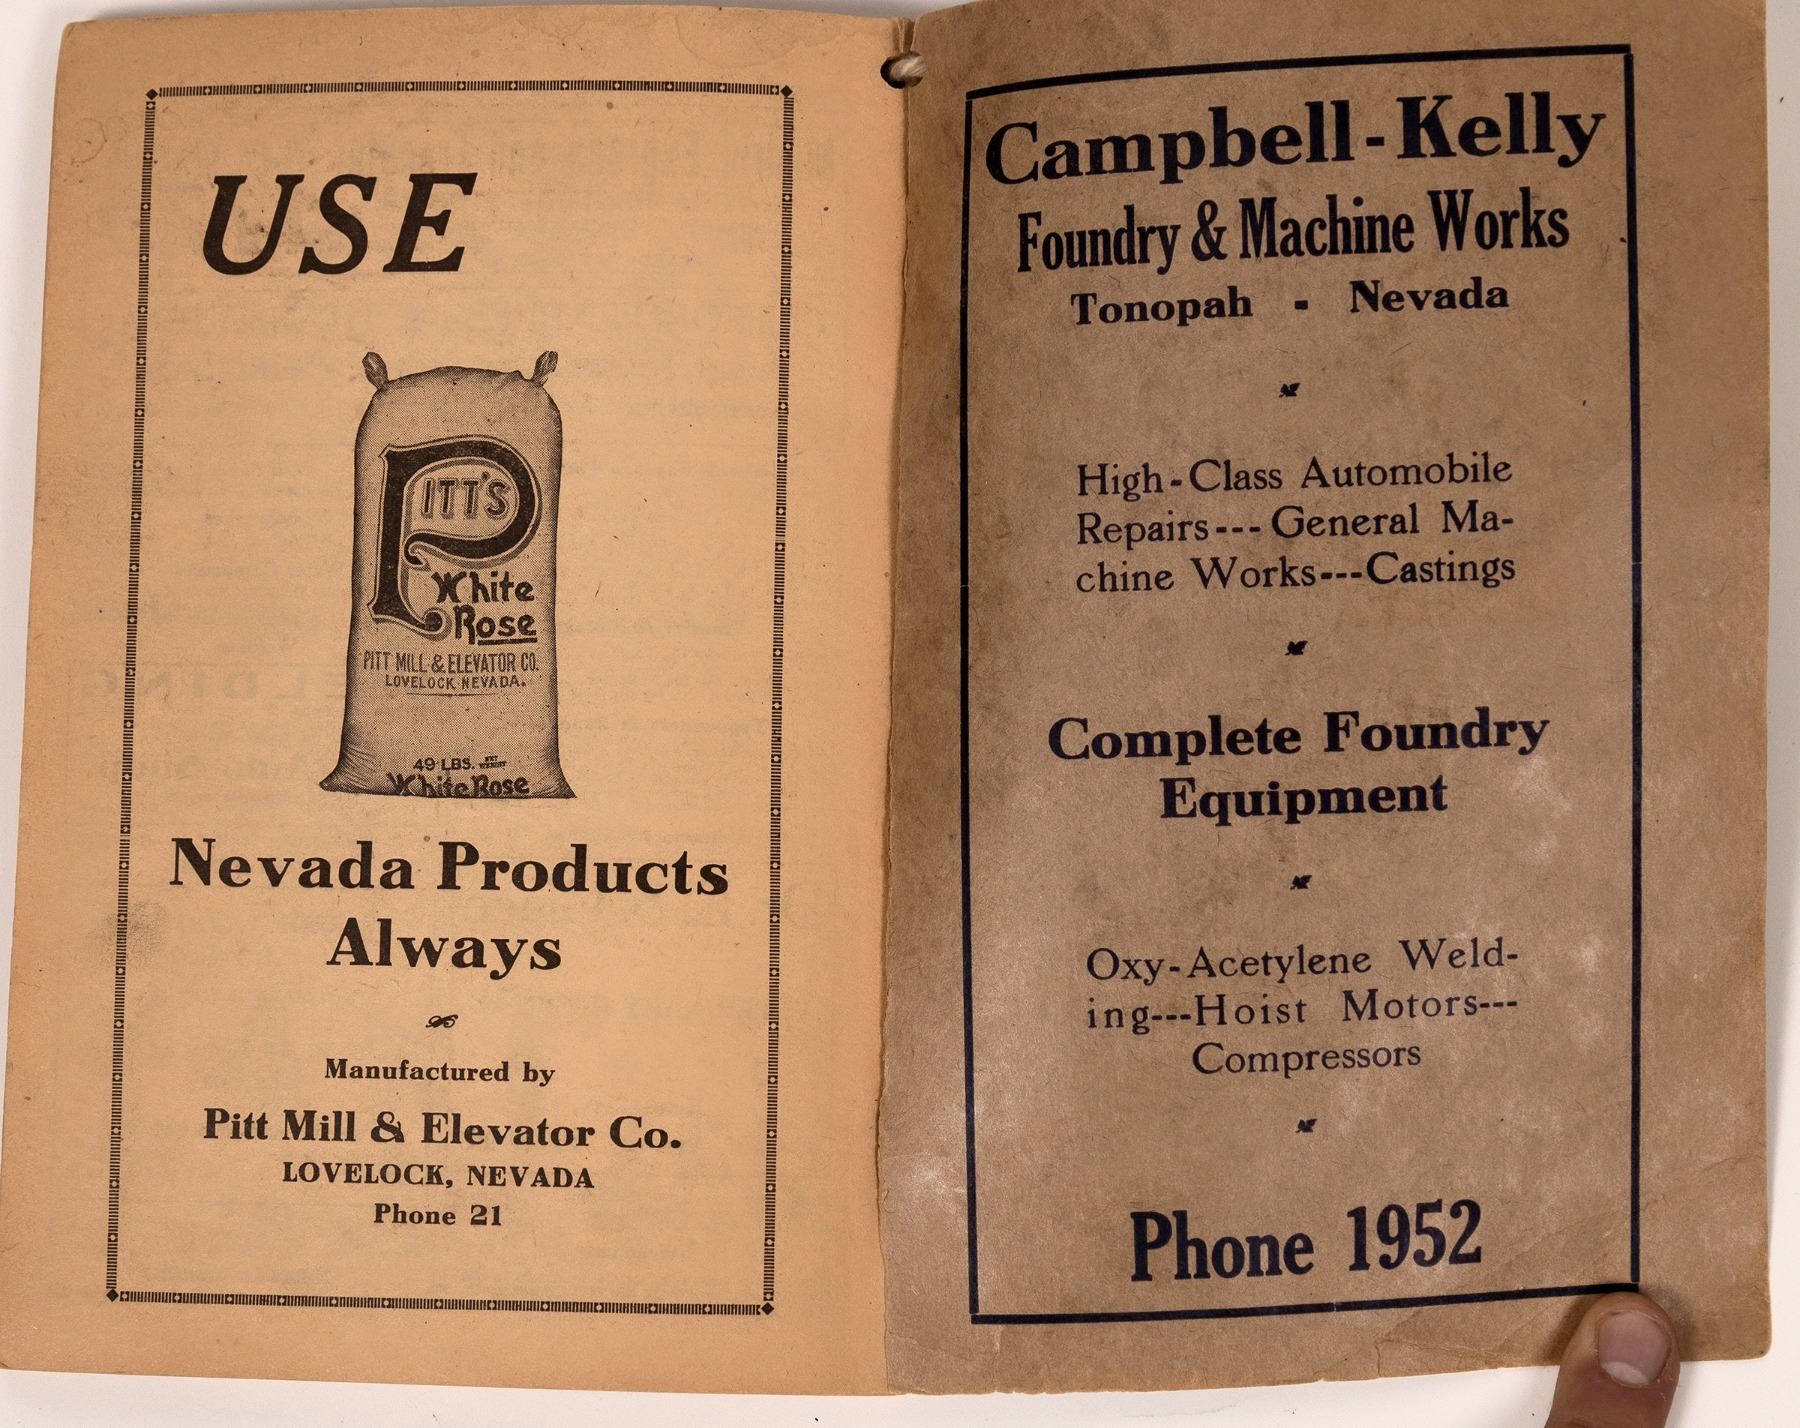 USE
PITT'S
White
Rose
PITT MILL & ELEVATOR CO.
LOVELOCK, NEVADA.
49 LBS. NET WEIGHT
White Rose
Nevada Products
Always
Manufactured by
Pitt Mill & Elevator Co.
LOVELOCK, NEVADA
Phone 21
Campbell-Kelly
Foundry & Machine Works
Tonopah - Nevada
High-Class Automobile
Repairs---General Ma-
chine Works---Castings
Complete Foundry
Equipment
Oxy-Acetylene Weld-
ing---Hoist Motors---
Compressors
Phone 1952